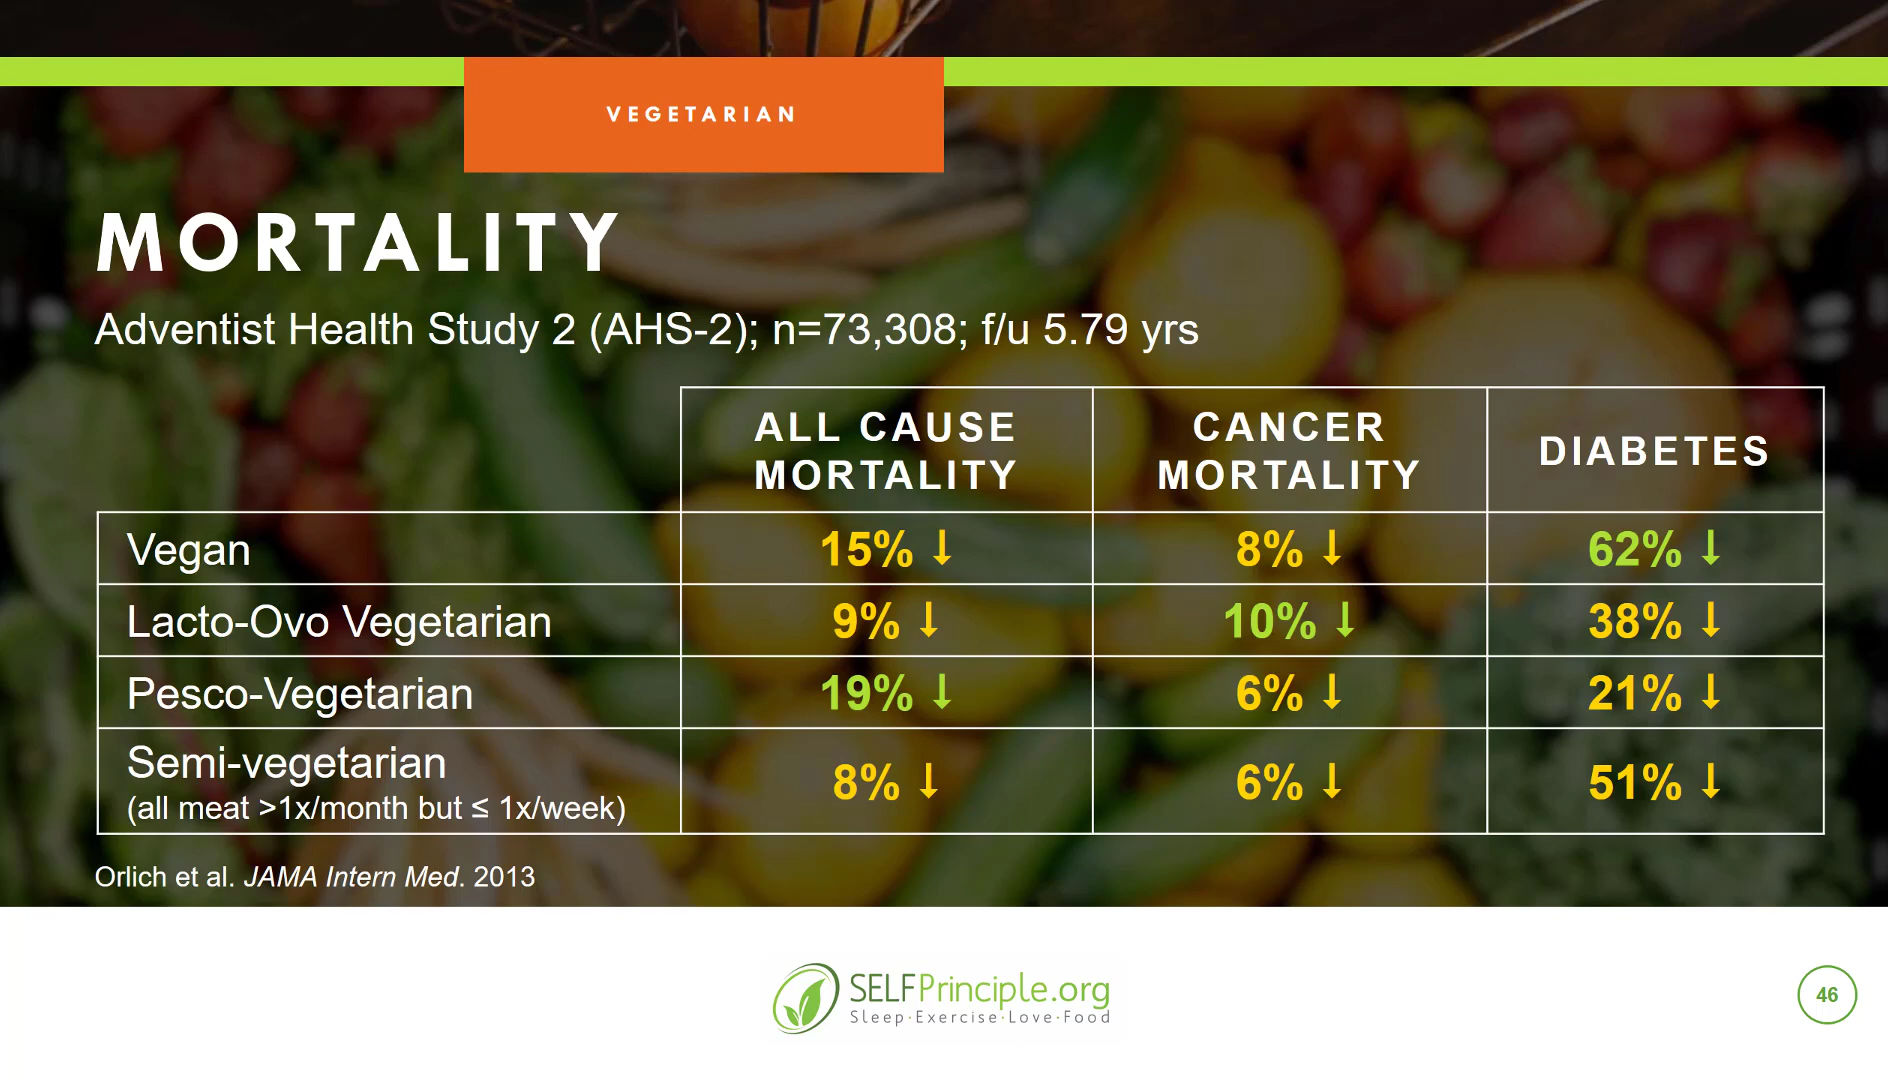 VEGETARIAN
MORTALITY
Adventist Health Study 2 (AHS-2); n=73,308; f/u 5.79 yrs
ALL CAUSE MORTALITY CANCER MORTALITY DIABETES
Vegan 15% ↓ 8% ↓ 62% ↓
Lacto-Ovo Vegetarian 9% ↓ 10% ↓ 38% ↓
Pesco-Vegetarian 19% ↓ 6% ↓ 21% ↓
Semi-vegetarian
(all meat >1x/month but ≤ 1x/week) 8% ↓ 6% ↓ 51% ↓
Orlich et al. JAMA Intern Med. 2013
SELFPrinciple.org
Sleep·Exercise·Love·Food
46